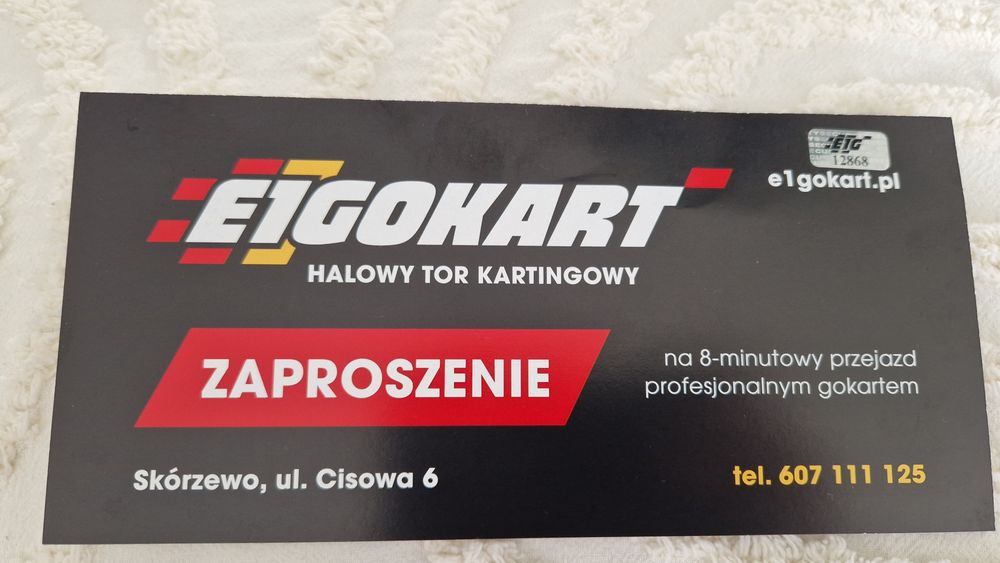 E1G
12868
e1gokart.pl
E1GOKART
HALOWY TOR KARTINGOWY
ZAPROSZENIE
na 8-minutowy przejazd
profesjonalnym gokartem
Skórzewo, ul. Cisowa 6
tel. 607 111 125